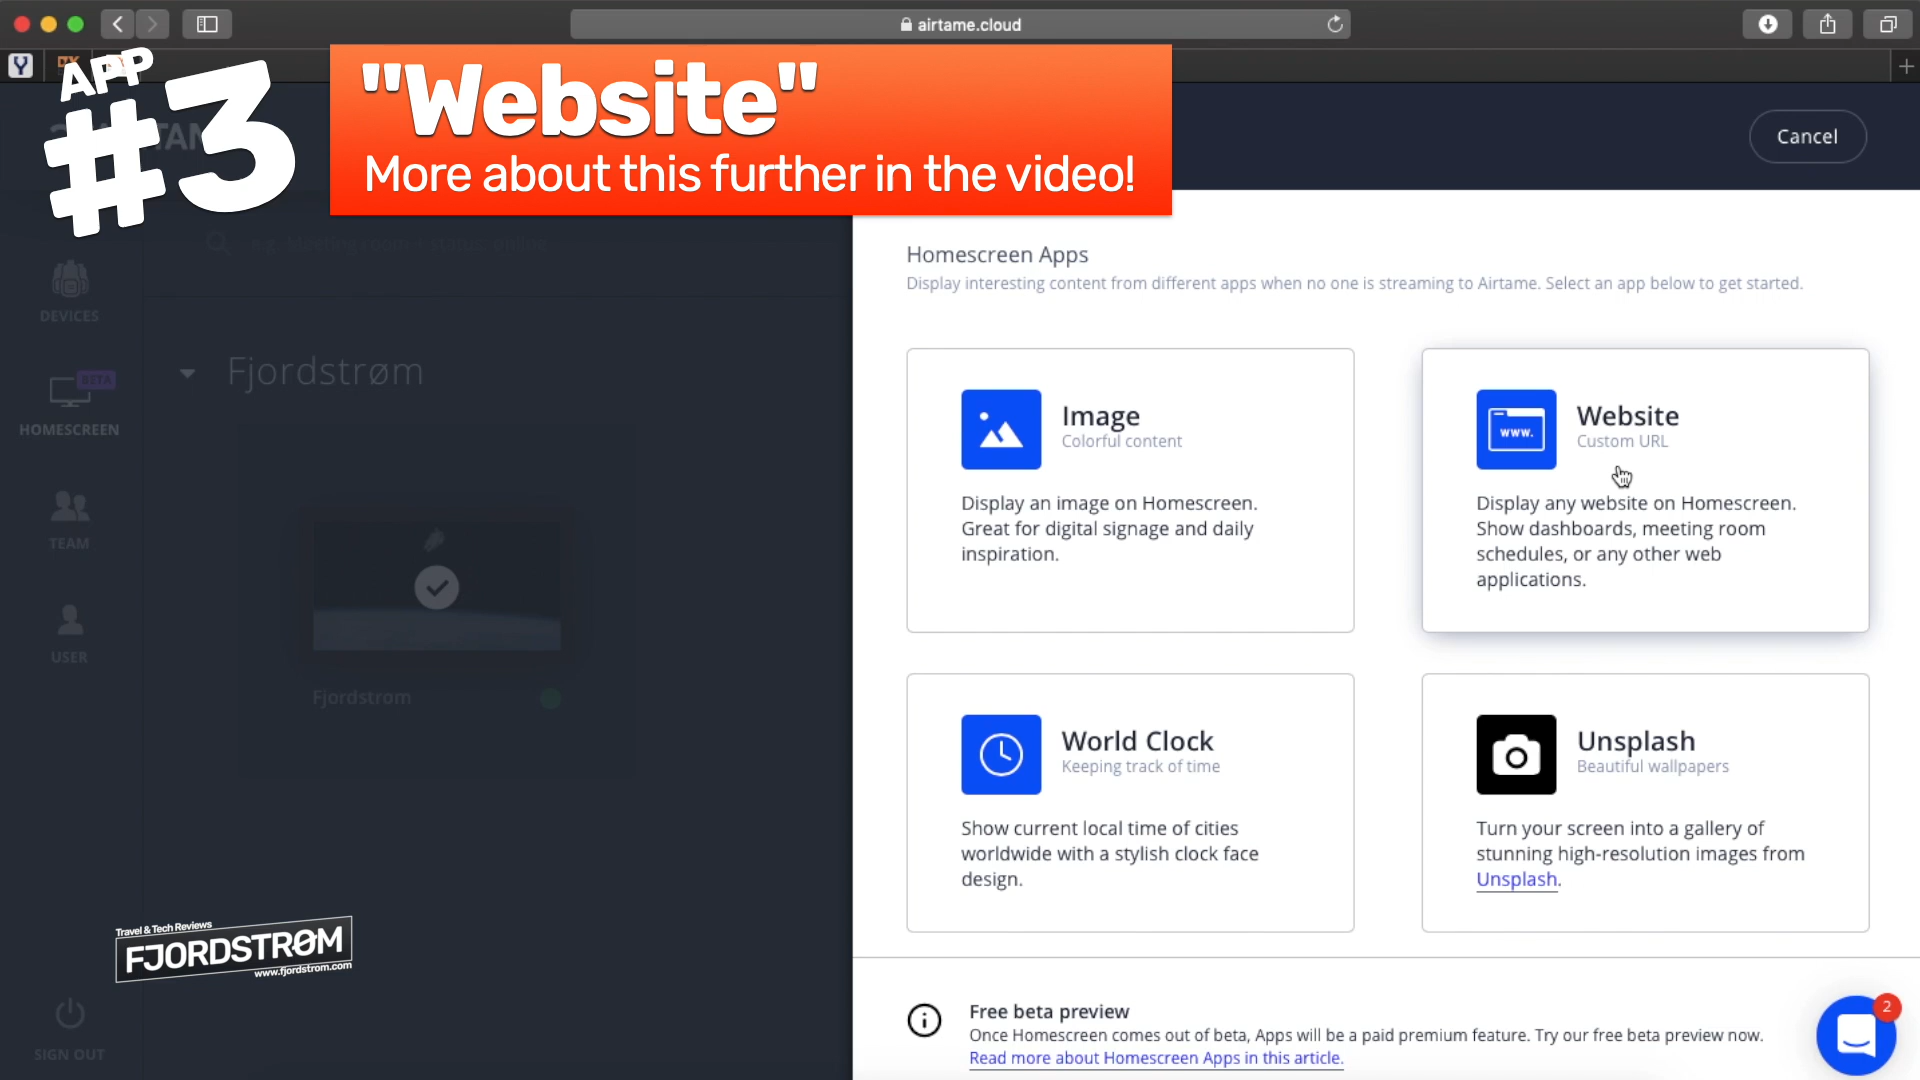 airtame.cloud
APP
#3
"Website"
More about this further in the video!
Cancel
DEVICES
BETA
HOMESCREEN
TEAM
USER
SIGN OUT
Fjordstrøm
Fjordstrom
Travel & Tech Reviews
FJORDSTRØM
www.fjordstrom.com
Homescreen Apps
Display interesting content from different apps when no one is streaming to Airtame. Select an app below to get started.
Image
Colorful content
Display an image on Homescreen.
Great for digital signage and daily
inspiration.
www.
Website
Custom URL
Display any website on Homescreen.
Show dashboards, meeting room
schedules, or any other web
applications.
World Clock
Keeping track of time
Show current local time of cities
worldwide with a stylish clock face
design.
Unsplash
Beautiful wallpapers
Turn your screen into a gallery of
stunning high-resolution images from
Unsplash.
Free beta preview
Once Homescreen comes out of beta, Apps will be a paid premium feature. Try our free beta preview now.
Read more about Homescreen Apps in this article.
2